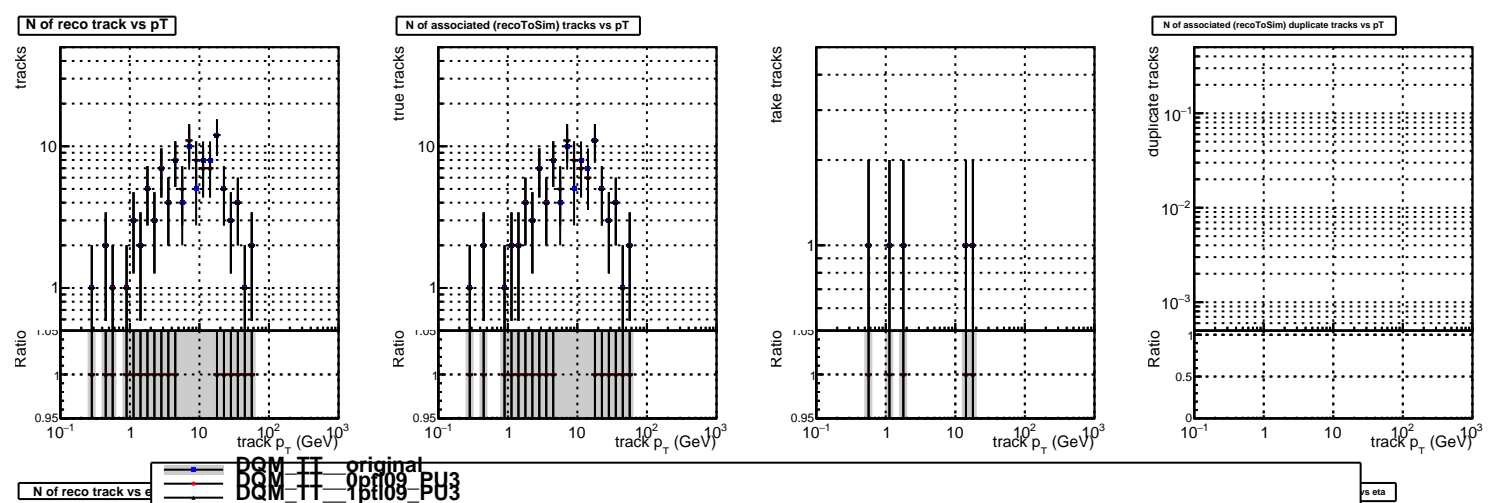 N of reco track vs pT
N of associated (recoToSim) tracks vs pT
N of associated (recoToSim) duplicate tracks vs pT
tracks
10
1
Ratio
1.05
1
0.95
10⁻¹ 1 10 10² 10³
track p_T (GeV)
true tracks
10
1
Ratio
1.05
1
0.95
10⁻¹ 1 10 10² 10³
track p_T (GeV)
fake tracks
1
Ratio
1.05
1
0.95
10⁻¹ 1 10 10² 10³
track p_T (GeV)
duplicate tracks
10⁻¹
10⁻²
10⁻³
Ratio
1
0.5
0
10⁻¹ 1 10 10² 10³
track p_T (GeV)
DQM_TT__original
N of reco track vs e
vs eta